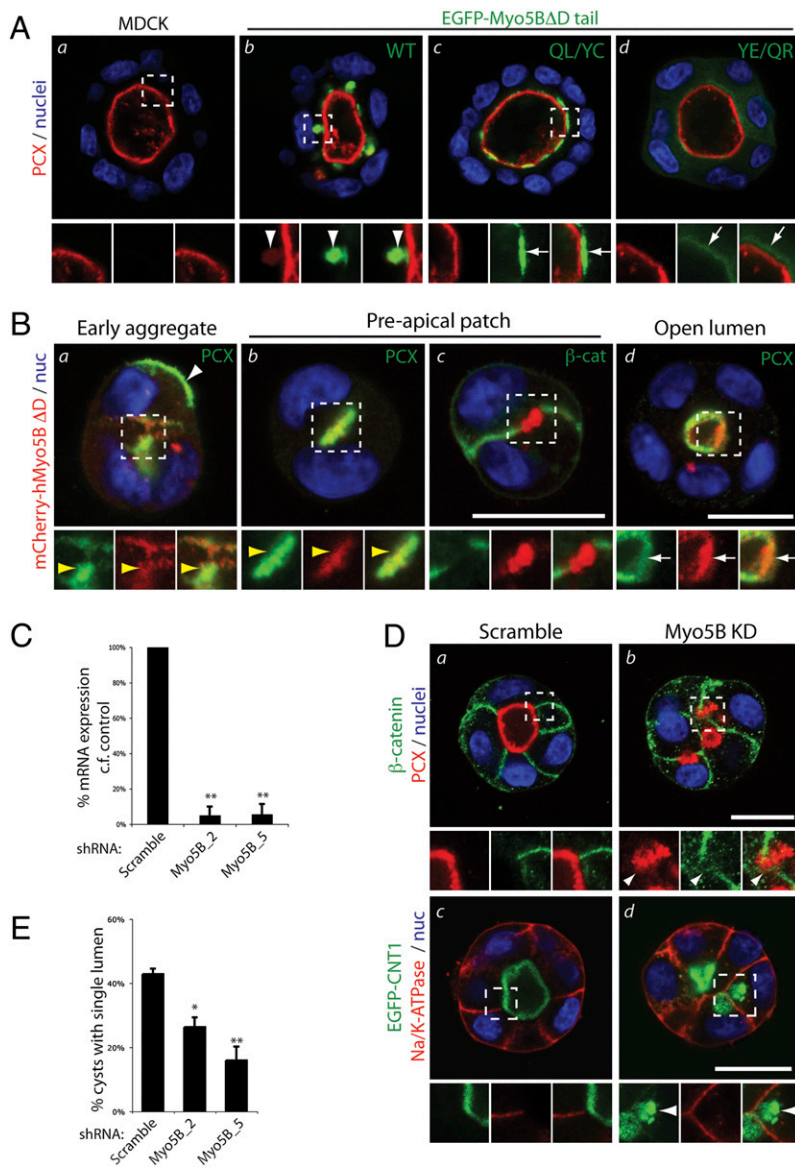 A
MDCK
EGFP-Myo5BΔD tail
PCX / nuclei
a
b
WT
c
QL/YC
d
YE/QR
B
Early aggregate
Pre-apical patch
Open lumen
mCherry-hMyo5B ΔD / nuc
a
PCX
b
PCX
c
β-cat
d
PCX
C
% mRNA expression
c.f. control
100%
80%
60%
40%
20%
0%
**
**
shRNA:
Scramble
Myo5B_2
Myo5B_5
D
Scramble
Myo5B KD
β-catenin
PCX / nuclei
a
b
EGFP-CNT1
Na/K-ATPase / nuc
c
d
E
% cysts with single lumen
60%
40%
20%
0%
*
**
shRNA:
Scramble
Myo5B_2
Myo5B_5